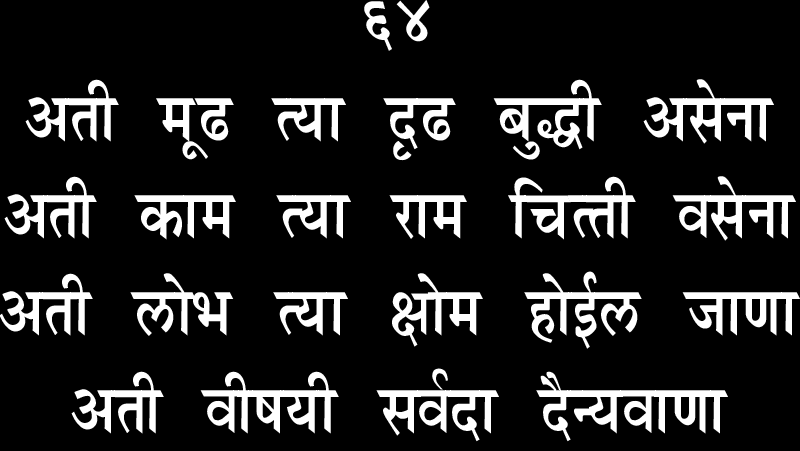 ६४
अती मूढ त्या दृढ बुद्धी असेना
अती काम त्या राम चित्ती वसेना
अती लोभ त्या क्षोम होईल जाणा
अती वीषयी सर्वदा दैन्यवाणा